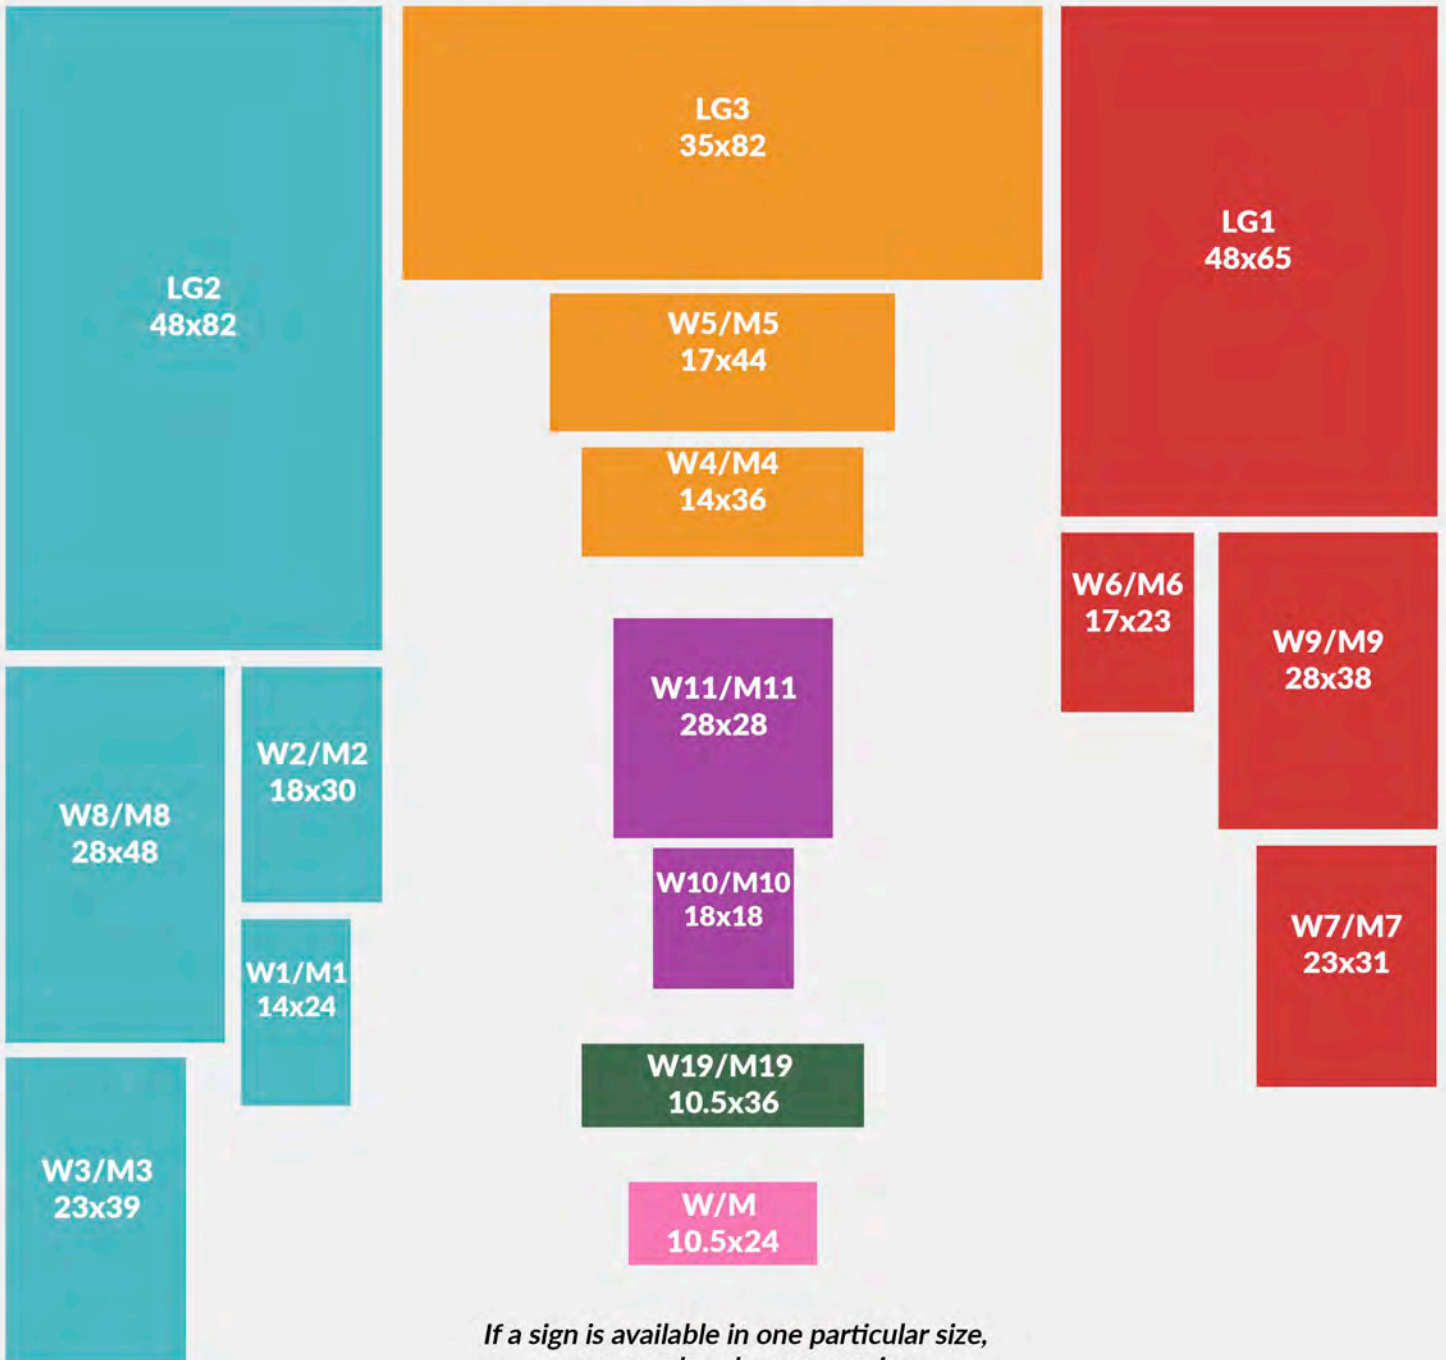 LG2
48x82
LG3
35x82
LG1
48x65
W5/M5
17x44
W4/M4
14x36
W6/M6
17x23
W9/M9
28x38
W11/M11
28x28
W2/M2
18x30
W8/M8
28x48
W10/M10
18x18
W7/M7
23x31
W1/M1
14x24
W19/M19
10.5x36
W3/M3
23x39
W/M
10.5x24
If a sign is available in one particular size,